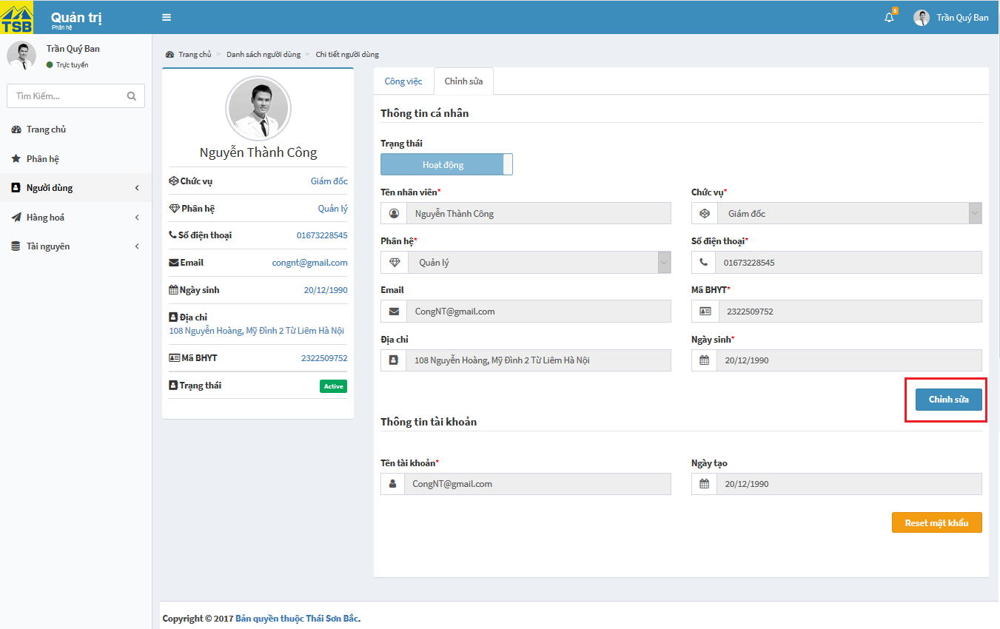 TSB
Quản trị
Phân hệ
5
Trần Quý Ban
Trần Quý Ban
Trực tuyến
Tìm Kiếm...
Trang chủ
Phân hệ
Người dùng
Hàng hoá
Tài nguyên
Trang chủ > Danh sách người dùng > Chi tiết người dùng
Nguyễn Thành Công
Chức vụ Giám đốc
Phân hệ Quản lý
Số điện thoại 01673228545
Email congnt@gmail.com
Ngày sinh 20/12/1990
Địa chỉ
108 Nguyễn Hoàng, Mỹ Đình 2 Từ Liêm Hà Nội
Mã BHYT 2322509752
Trạng thái Active
Công việc Chỉnh sửa
Thông tin cá nhân
Trạng thái
Hoạt động
Tên nhân viên* Chức vụ*
Nguyễn Thành Công Giám đốc
Phân hệ* Số điện thoại*
Quản lý 01673228545
Email Mã BHYT*
CongNT@gmail.com 2322509752
Địa chỉ Ngày sinh*
108 Nguyễn Hoàng, Mỹ Đình 2 Từ Liêm Hà Nội 20/12/1990
Chỉnh sửa
Thông tin tài khoản
Tên tài khoản* Ngày tạo
CongNT@gmail.com 20/12/1990
Reset mật khẩu
Copyright © 2017 Bản quyền thuộc Thái Sơn Bắc.